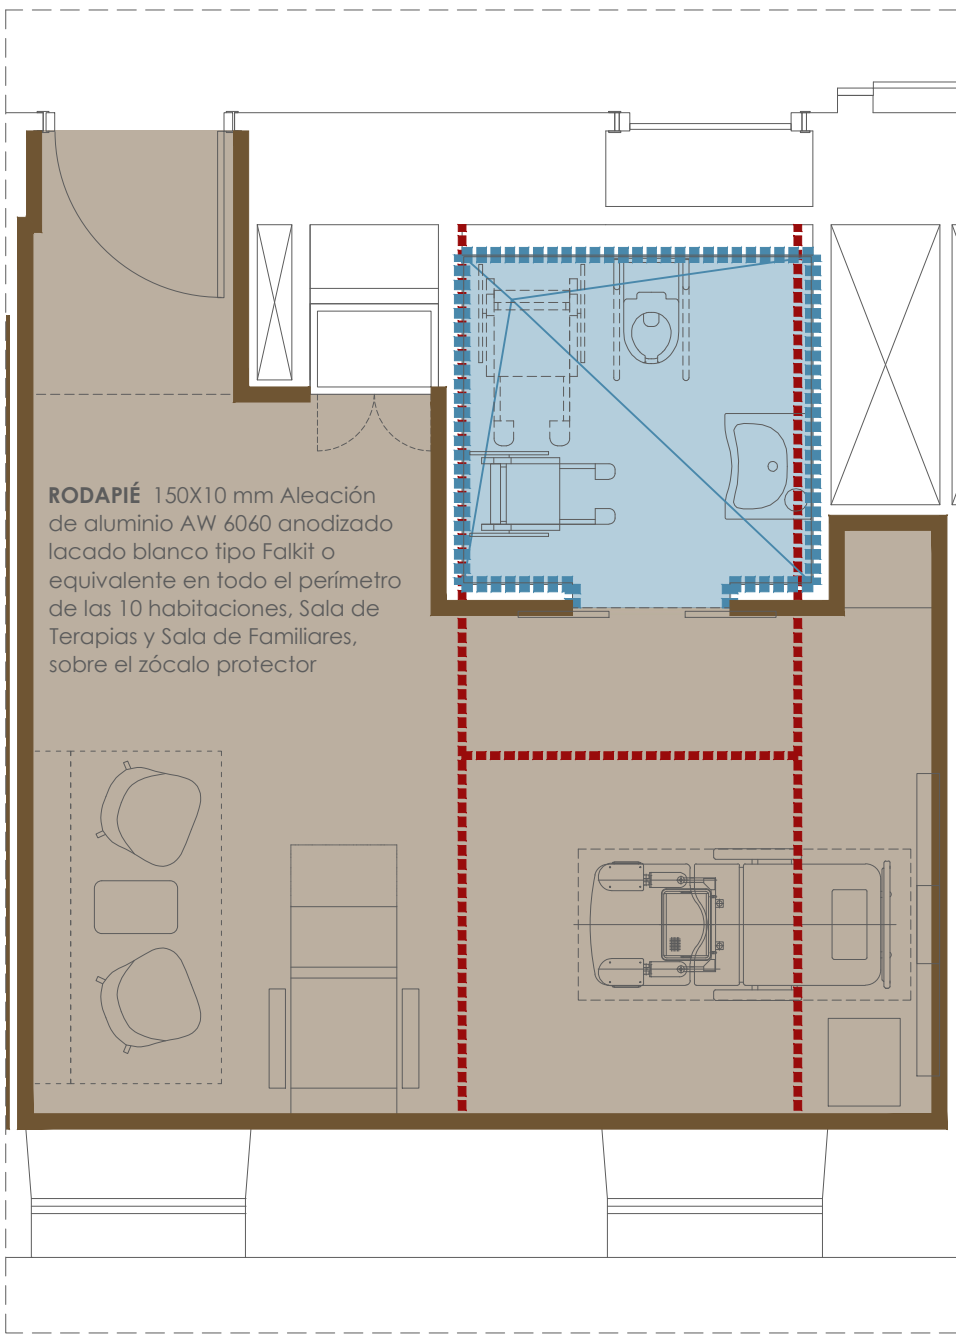 RODAPIÉ 150X10 mm Aleación
de aluminio AW 6060 anodizado
lacado blanco tipo Falkit o
equivalente en todo el perímetro
de las 10 habitaciones, Sala de
Terapias y Sala de Familiares,
sobre el zócalo protector